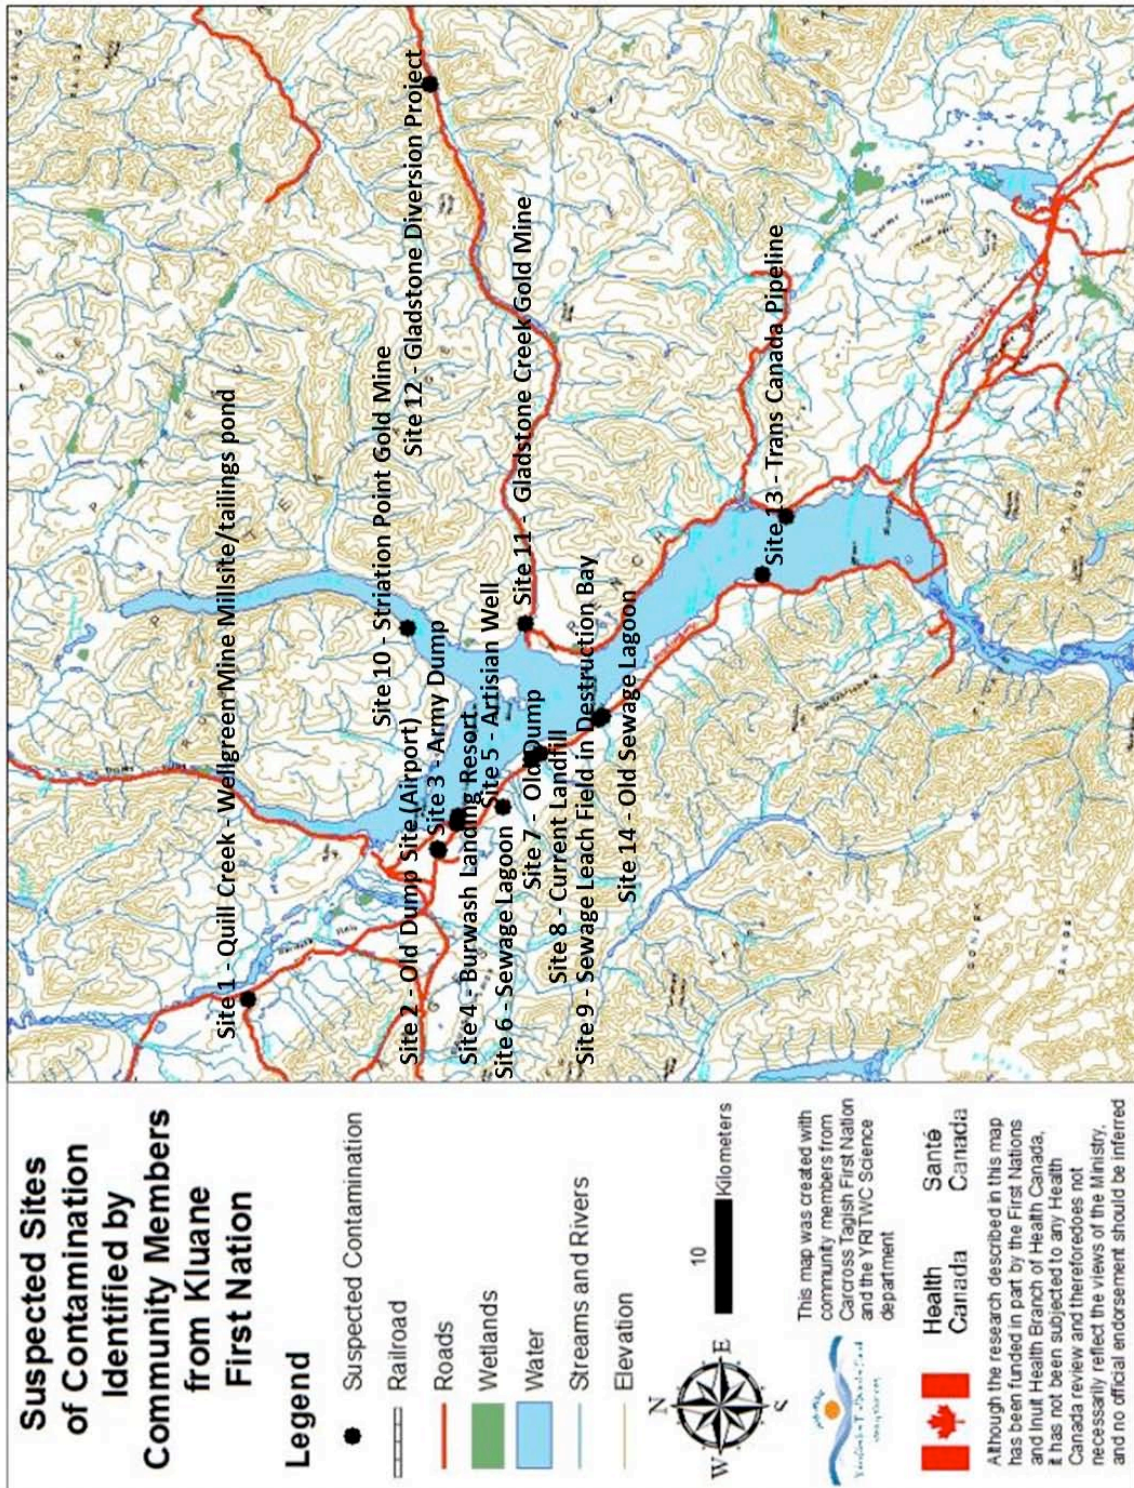 Suspected Sites
of Contamination
Identified by
Community Members
from Kluane
First Nation
Legend
Suspected Contamination
Railroad
Roads
Wetlands
Water
Streams and Rivers
Elevation
N
W E
S
10
Kilometers
This map was created with
community members from
Carcross Tagish First Nation
and the YRITWC Science
department
Health
Canada
Santé
Canada
Although the research described in this map
has been funded in part by the First Nations
and Inuit Health Branch of Health Canada,
it has not been subjected to any Health
Canada review and thereforedoes not
necessarily reflect the views of the Ministry,
and no official endorsement should be inferred
Site 1 - Quill Creek - Wellgreen Mine Millsite/tailings pond
Site 10 - Striation Point Gold Mine
Site 2 - Old Dump Site (Airport)
Site 12 - Gladstone Diversion Project
Site 3 - Army Dump
Site 4 - Burwash Landing Resort
Site 5 - Artisian Well
Site 6 - Sewage Lagoon
Site 11 - Gladstone Creek Gold Mine
Site 7 - Old Dump
Site 8 - Current Landfill
Site 9 - Sewage Leach Field in Destruction Bay
Site 14 - Old Sewage Lagoon
Site 13 - Trans Canada Pipeline